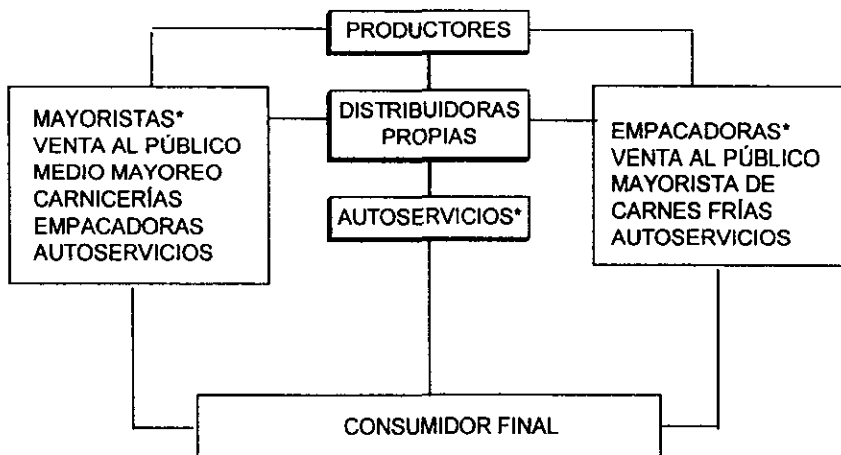 PRODUCTORES
MAYORISTAS*
VENTA AL PÚBLICO
MEDIO MAYOREO
CARNICERÍAS
EMPACADORAS
AUTOSERVICIOS
DISTRIBUIDORAS
PROPIAS
AUTOSERVICIOS*
EMPACADORAS*
VENTA AL PÚBLICO
MAYORISTA DE
CARNES FRÍAS
AUTOSERVICIOS
CONSUMIDOR FINAL